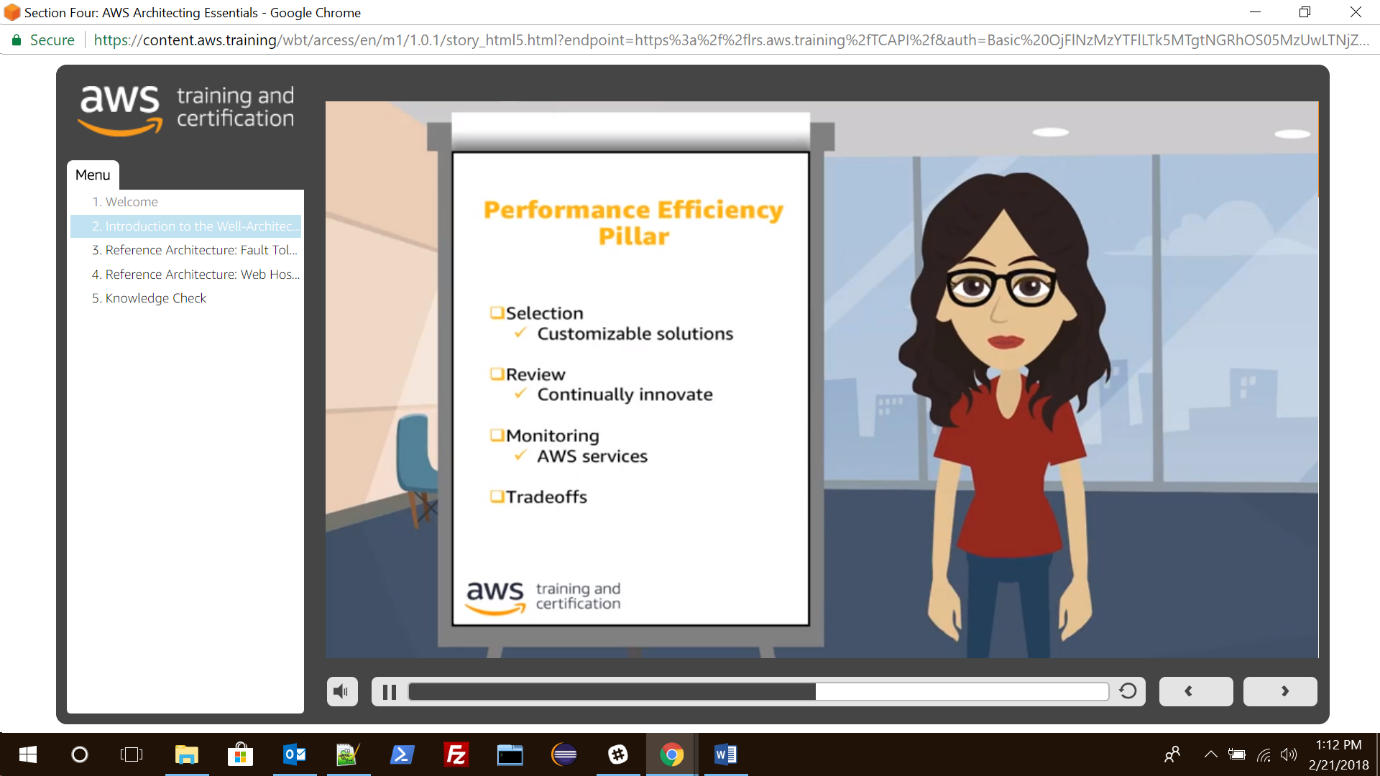 Section Four: AWS Architecting Essentials - Google Chrome
Secure
https://content.aws.training/wbt/arcess/en/m1/1.0.1/story_html5.html?endpoint=https%3a%2f%2flrs.aws.training%2fTCAPI%2f&auth=Basic%20OjFlNzMzYTFlLTk5MTgtNGRhOS05MzUwLTNjZ...
aws training and
certification
Menu
1. Welcome
2. Introduction to the Well-Architec...
3. Reference Architecture: Fault Tol...
4. Reference Architecture: Web Hos...
5. Knowledge Check
Performance Efficiency
Pillar
Selection
Customizable solutions
Review
Continually innovate
Monitoring
AWS services
Tradeoffs
aws training and
certification
1:12 PM
2/21/2018